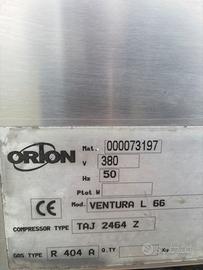 ORION
Mat. 000073197
V 380
Hz 50
Ptot W
CE Mod. VENTURA L 66
COMPRESSOR TYPE TAJ 2464 Z
GAS TYPE R 404 A Q.TY Kg